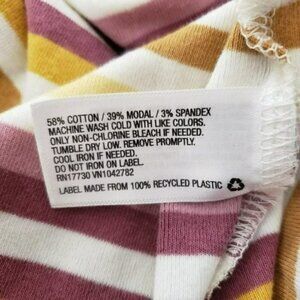 58% COTTON / 39% MODAL / 3% SPANDEX
MACHINE WASH COLD WITH LIKE COLORS.
ONLY NON-CHLORINE BLEACH IF NEEDED.
TUMBLE DRY LOW. REMOVE PROMPTLY.
COOL IRON IF NEEDED.
DO NOT IRON ON LABEL.
RN17730 VN1042782
LABEL MADE FROM 100% RECYCLED PLASTIC